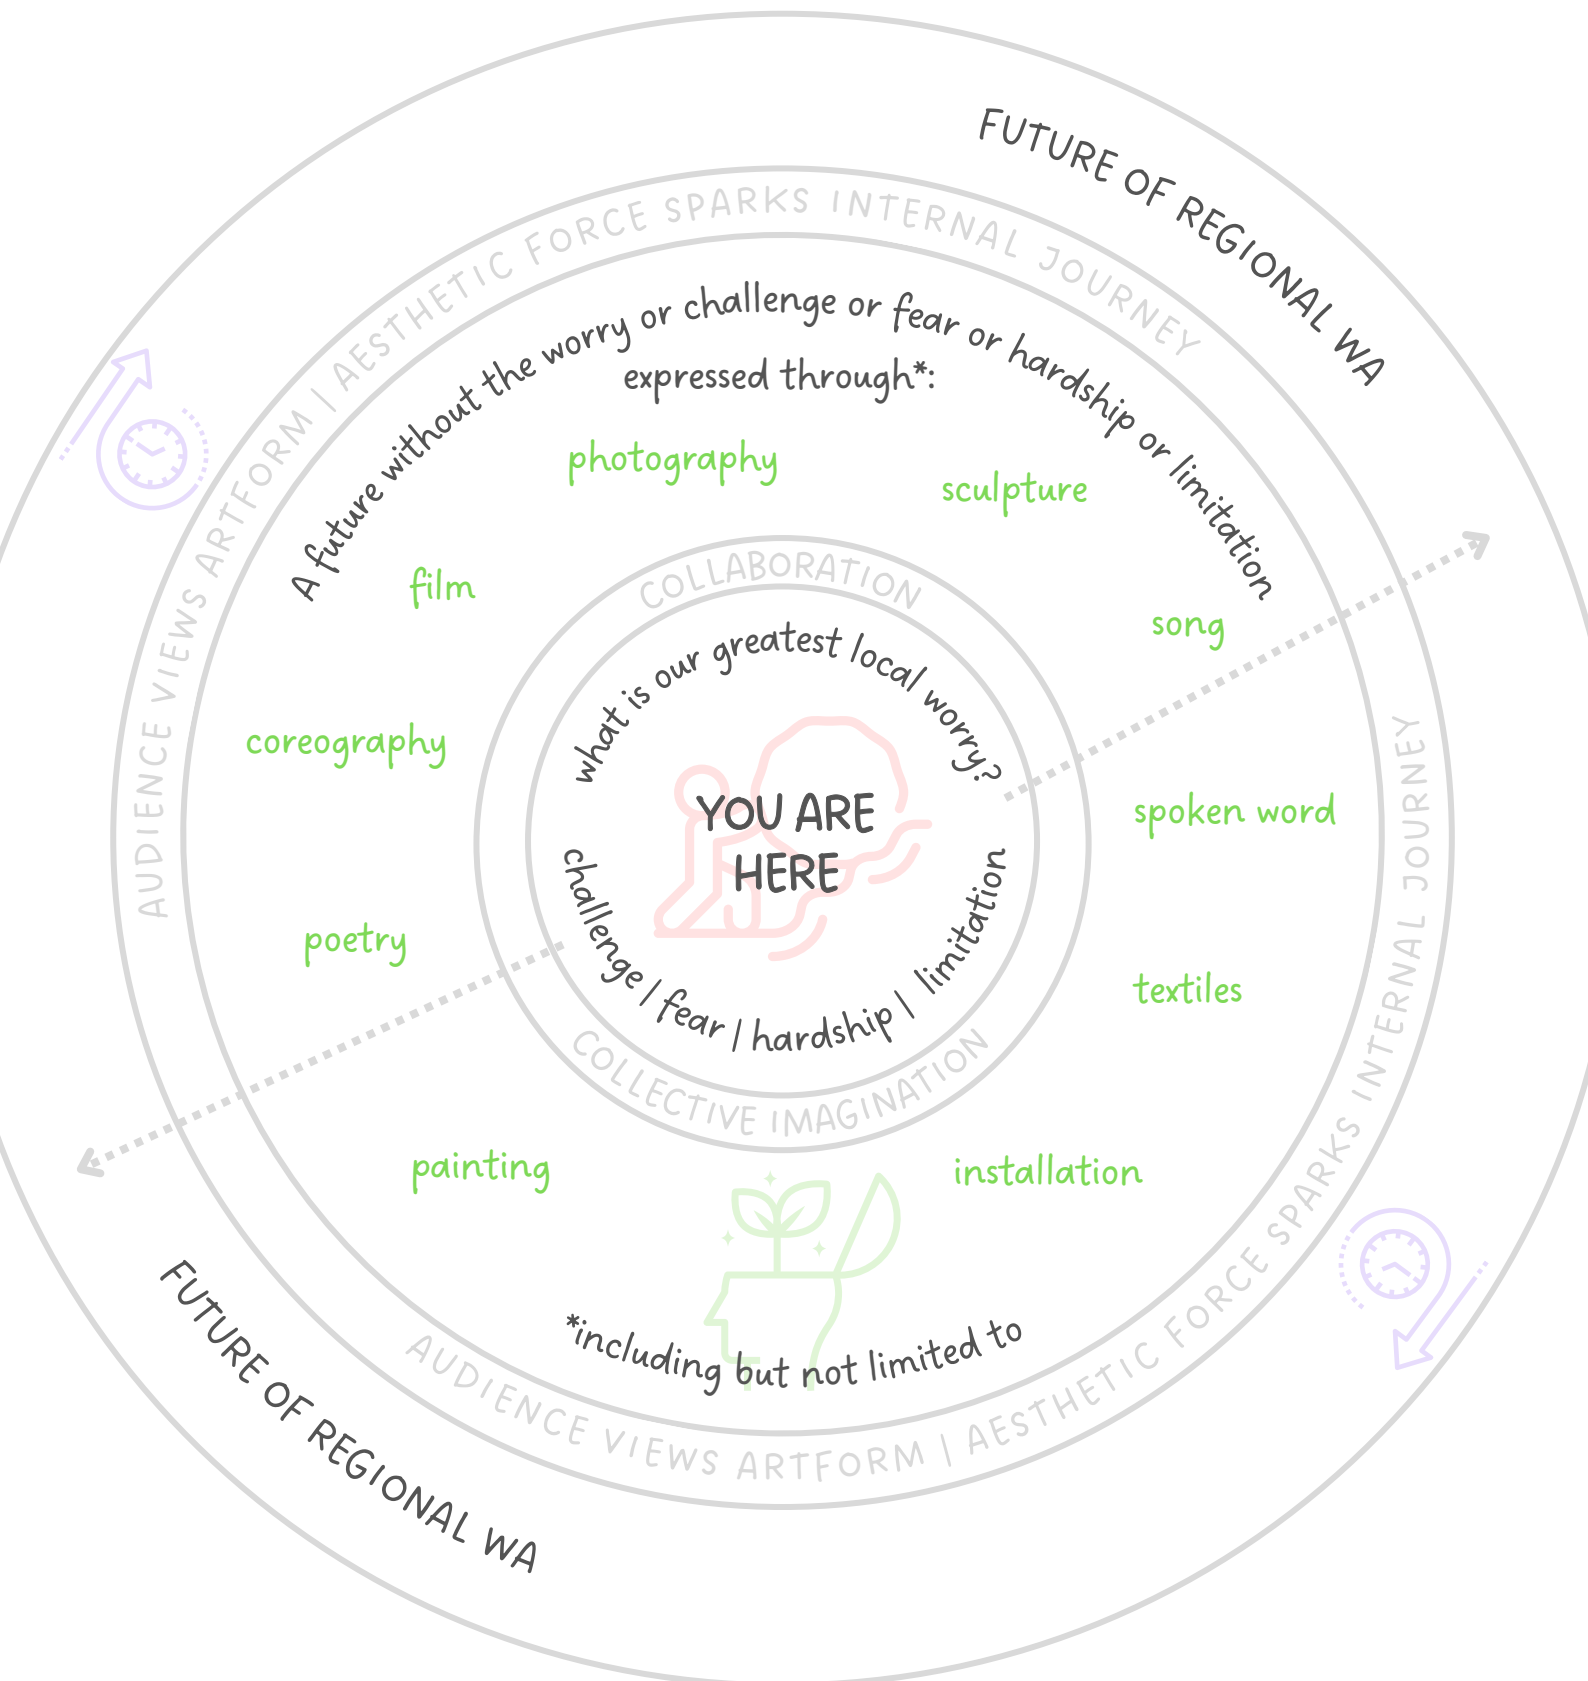 FUTURE OF REGIONAL WA
AUDIENCE VIEWS ARTFORM | AESTHETIC FORCE SPARKS INTERNAL JOURNEY
A future without the worry or challenge or fear or hardship or limitation
expressed through*:
photography
sculpture
film
song
coreography
spoken word
poetry
textiles
painting
installation
COLLABORATION
what is our greatest local worry?
YOU ARE
HERE
challenge | fear | hardship | limitation
COLLECTIVE IMAGINATION
*including but not limited to
AUDIENCE VIEWS ARTFORM | AESTHETIC FORCE SPARKS INTERNAL JOURNEY
FUTURE OF REGIONAL WA